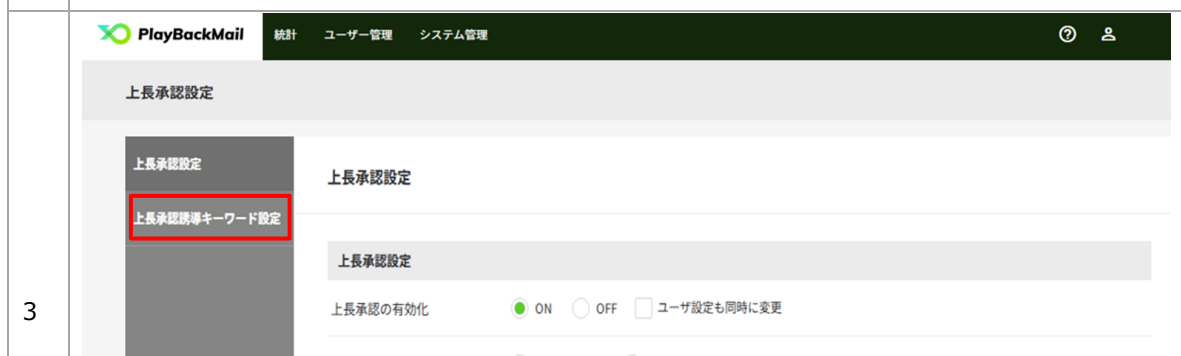 PlayBackMail 統計 ユーザー管理 システム管理
上長承認設定
上長承認設定
上長承認設定
上長承認誘導キーワード設定
上長承認設定
3
上長承認の有効化 ON OFF ユーザ設定も同時に変更